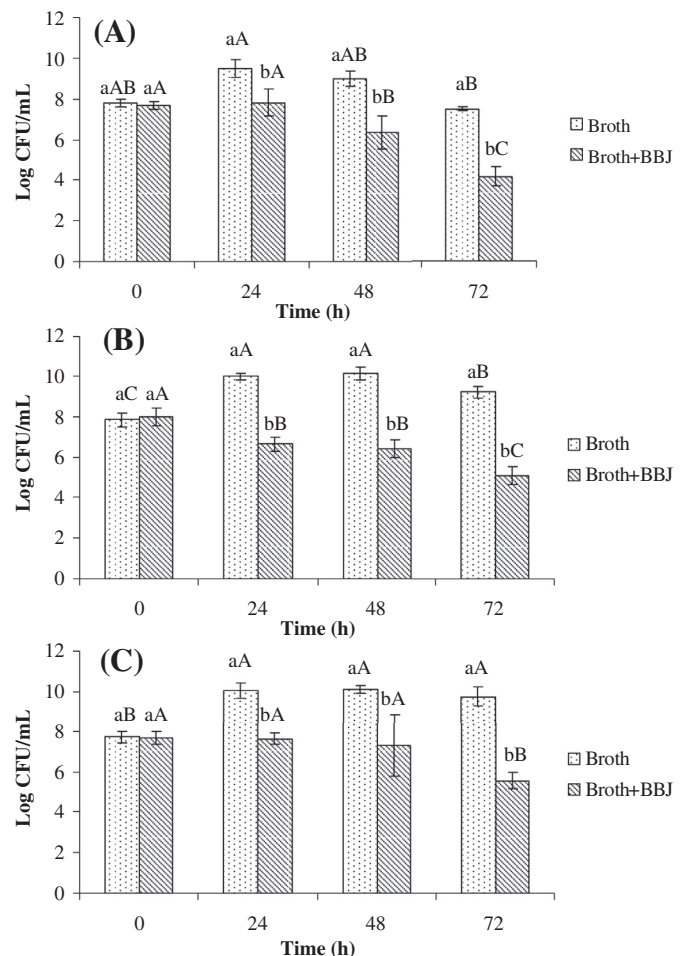 (A)
Log CFU/mL
12
10
8
6
4
2
0
aAB aA
aA
bA
aAB
bB
aB
bC
0 24 48 72
Time (h)
Broth
Broth+BBJ
(B)
Log CFU/mL
12
10
8
6
4
2
0
aC aA
aA
bB
aA
bB
aB
bC
0 24 48 72
Time (h)
Broth
Broth+BBJ
(C)
Log CFU/mL
12
10
8
6
4
2
0
aB aA
aA
bA
aA
bA
aA
bB
0 24 48 72
Time (h)
Broth
Broth+BBJ